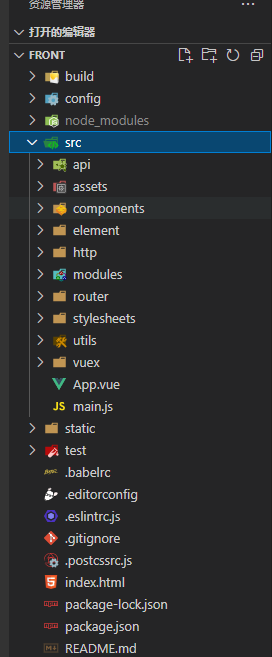 资源管理器
打开的编辑器
FRONT
build
config
node_modules
src
api
assets
components
element
http
modules
router
stylesheets
utils
vuex
App.vue
JS main.js
static
test
.babelrc
.editorconfig
.eslintrc.js
.gitignore
.postcssrc.js
index.html
package-lock.json
package.json
README.md